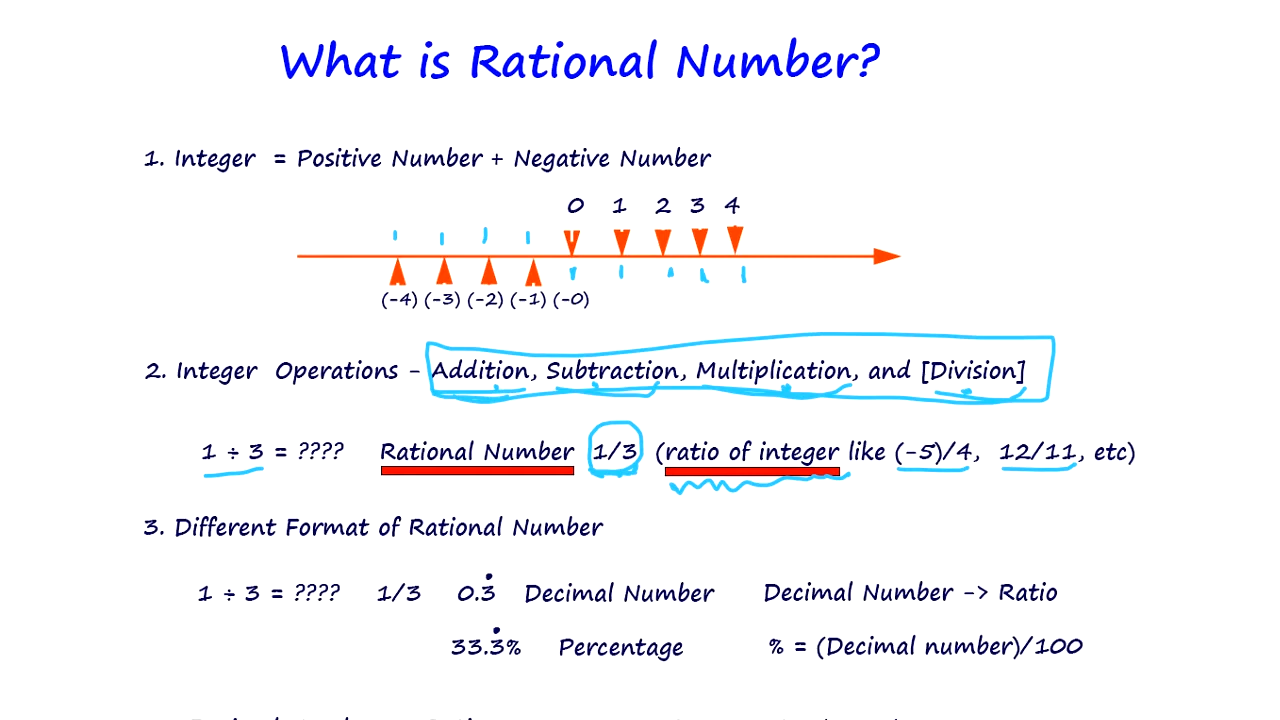 What is Rational Number?
1. Integer = Positive Number + Negative Number
0 1 2 3 4
(-4) (-3) (-2) (-1) (-0)
2. Integer Operations - Addition, Subtraction, Multiplication, and [Division]
1 ÷ 3 = ???? Rational Number 1/3 (ratio of integer like (-5)/4, 12/11, etc)
3. Different Format of Rational Number
1 ÷ 3 = ???? 1/3 0.3̇ Decimal Number Decimal Number -> Ratio
33.3̇% Percentage % = (Decimal number)/100